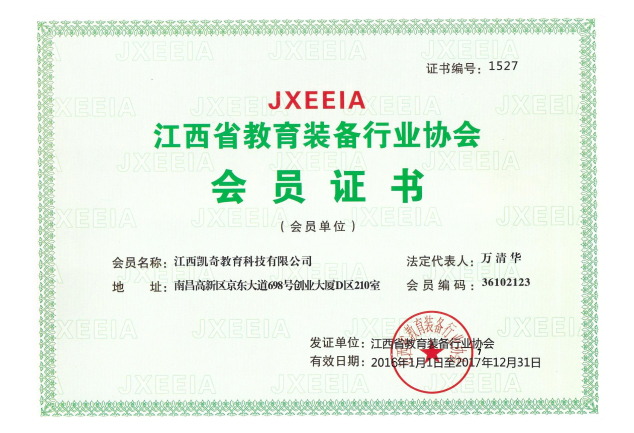 证书编号：1527
JXEEIA
江西省教育装备行业协会
会员证书
（会员单位）
会员名称：江西凯奇教育科技有限公司
法定代表人：万清华
地　址：南昌高新区京东大道698号创业大厦D区210室
会员编码：36102123
发证单位：江西省教育装备行业协会
有效日期：2016年1月1日至2017年12月31日
江西省教育装备行业协会